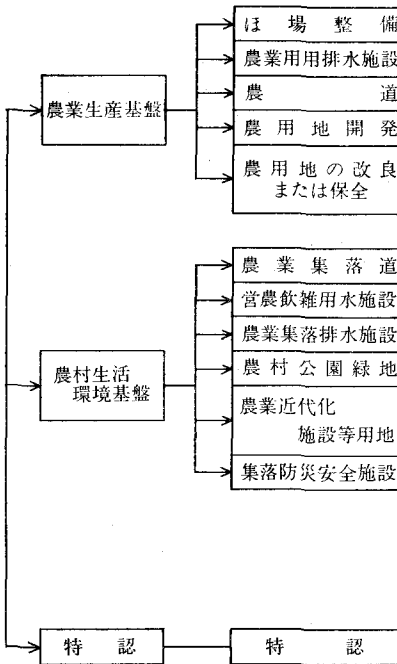 ほ場整備
農業用用排水施設
農業生産基盤
農道
農用地開発
農用地の改良
または保全
農業集落道
営農飲雑用水施設
農業集落排水施設
農村生活
環境基盤
農村公園緑地
農業近代化
施設等用地
集落防災安全施設
特認
特認